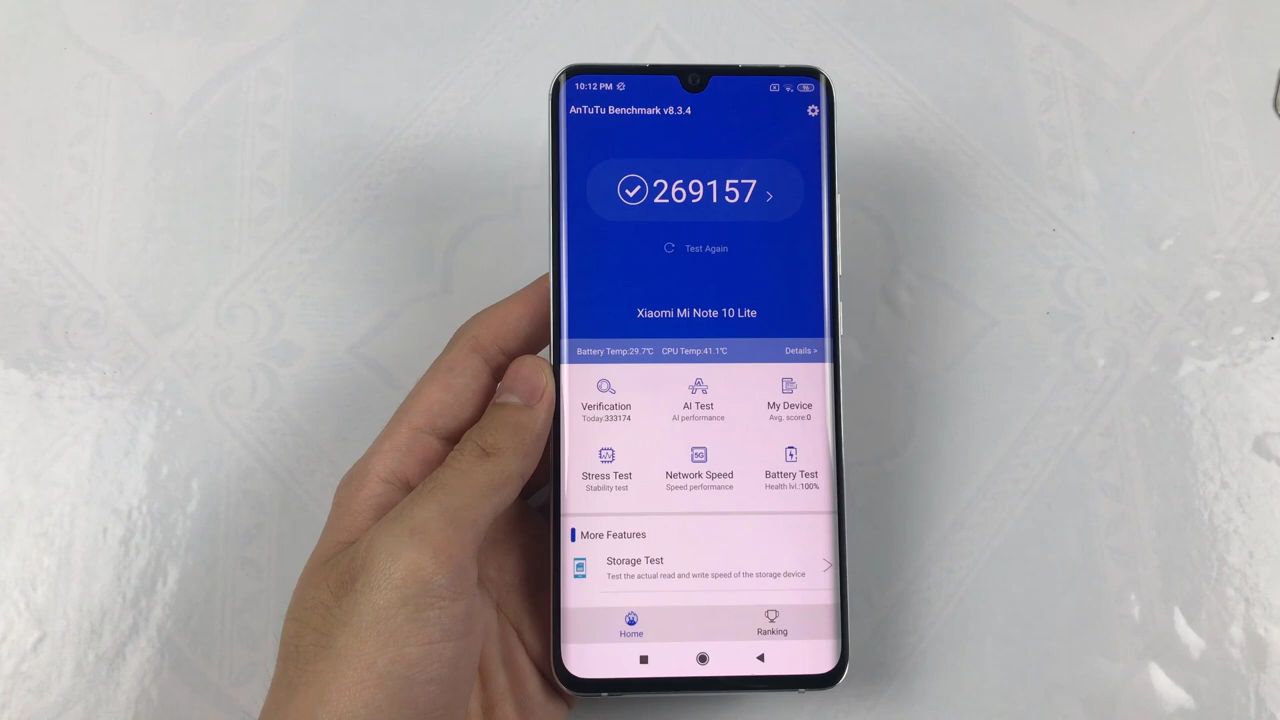 10:12 PM 96
AnTuTu Benchmark v8.3.4
269157
Test Again
Xiaomi Mi Note 10 Lite
Battery Temp:29.7℃ CPU Temp:41.1℃ Details >
Verification AI Test My Device
Today:333174 AI performance Avg. score:0
5G
Stress Test Network Speed Battery Test
Stability test Speed performance Health lvl.:100%
More Features
Storage Test
Test the actual read and write speed of the storage device
Home Ranking